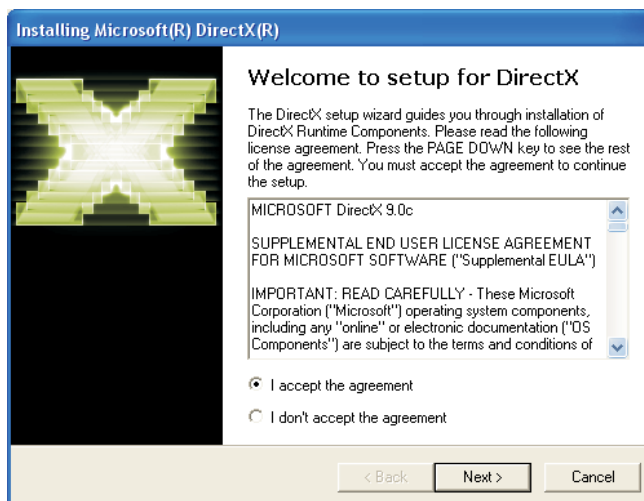 Installing Microsoft(R) DirectX(R)
Welcome to setup for DirectX
The DirectX setup wizard guides you through installation of
DirectX Runtime Components. Please read the following
license agreement. Press the PAGE DOWN key to see the rest
of the agreement. You must accept the agreement to continue
the setup.
MICROSOFT DirectX 9.0c
SUPPLEMENTAL END USER LICENSE AGREEMENT
FOR MICROSOFT SOFTWARE ("Supplemental EULA")
IMPORTANT: READ CAREFULLY - These Microsoft
Corporation ("Microsoft") operating system components,
including any "online" or electronic documentation ("OS
Components") are subject to the terms and conditions of
I accept the agreement
I don't accept the agreement
< Back Next > Cancel